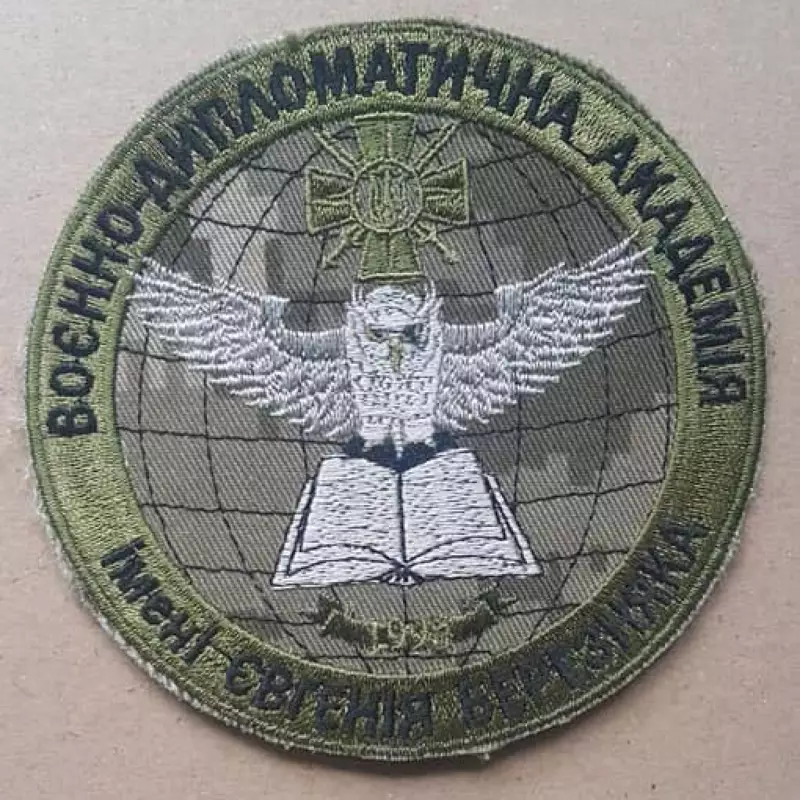 ВОЄННО-ДИПЛОМАТИЧНА АКАДЕМІЯ
імені ЄВГЕНІЯ БЕРЕЗНЯКА